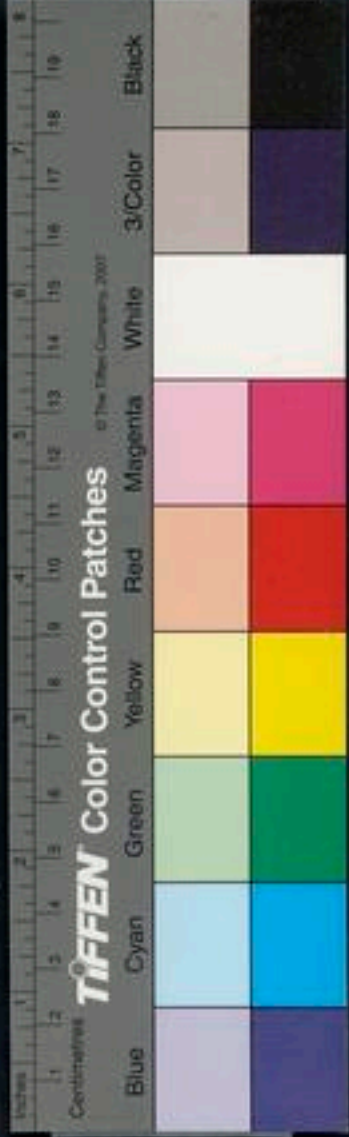 Inches 1 2 3 4 5 6 7 8
Centimetres 1 2 3 4 5 6 7 8 9 10 11 12 13 14 15 16 17 18 19
TIFFEN Color Control Patches © The Tiffen Company, 2007
Blue Cyan Green Yellow Red Magenta White 3/Color Black